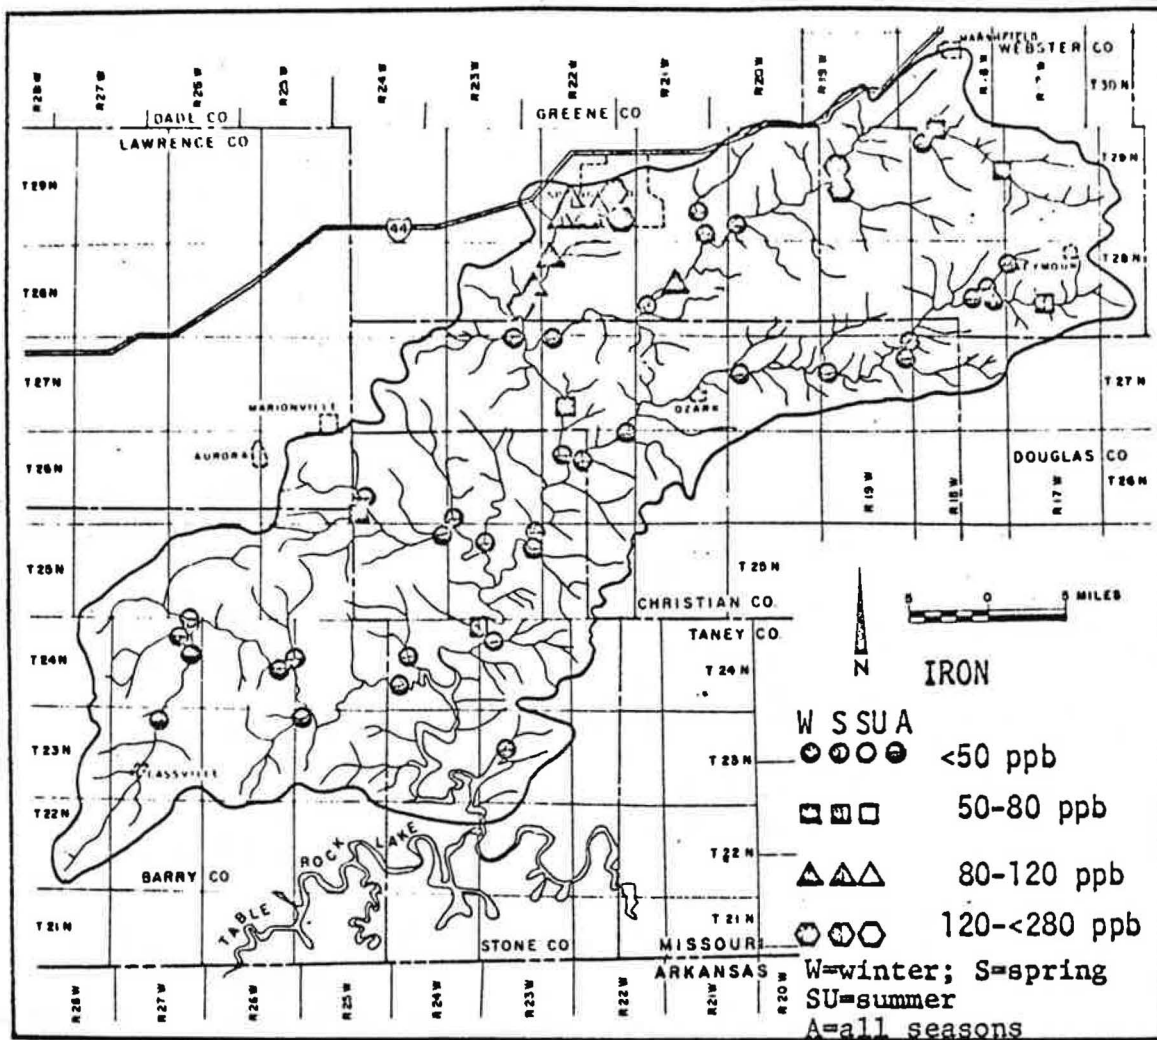 MARSHFIELD
WEBSTER CO
R28W R27W R26W R25W R24W R23W R22W R21W R20W R19W
T30N
DADE CO
GREENE CO
LAWRENCE CO
T29N
T29N
44
T28N
T28N
T27N
T27N
MARIONVILLE
OZARK
AURORA
T26N
DOUGLAS CO
T26N
R19W R18W R17W
T25N
T25N
CHRISTIAN CO.
TANEY CO.
5 0 5 MILES
N
T24N
T24N
IRON
W S SU A
<50 ppb
T23N
T23N
50-80 ppb
T22N
T22N
BARRY CO
TABLE ROCK LAKE
80-120 ppb
T21N
T21N
120-<280 ppb
STONE CO
MISSOURI
ARKANSAS
W=winter; S=spring
SU=summer
A=all seasons
R28W R27W R26W R25W R24W R23W R22W R21W R20W